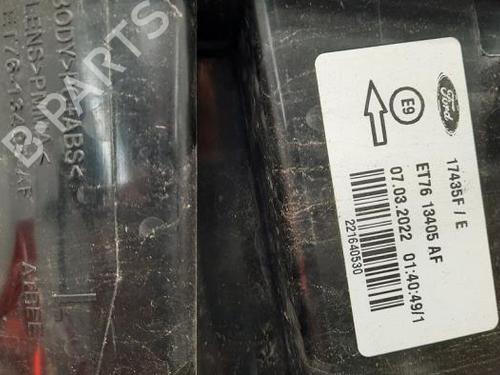 BODY>
ABS<
LENS-PMMA<
AF
B-PARTS
Ford
17435F / E
E9
ET76 13405 AF
07.03.2022 01:40:49/1
221640530